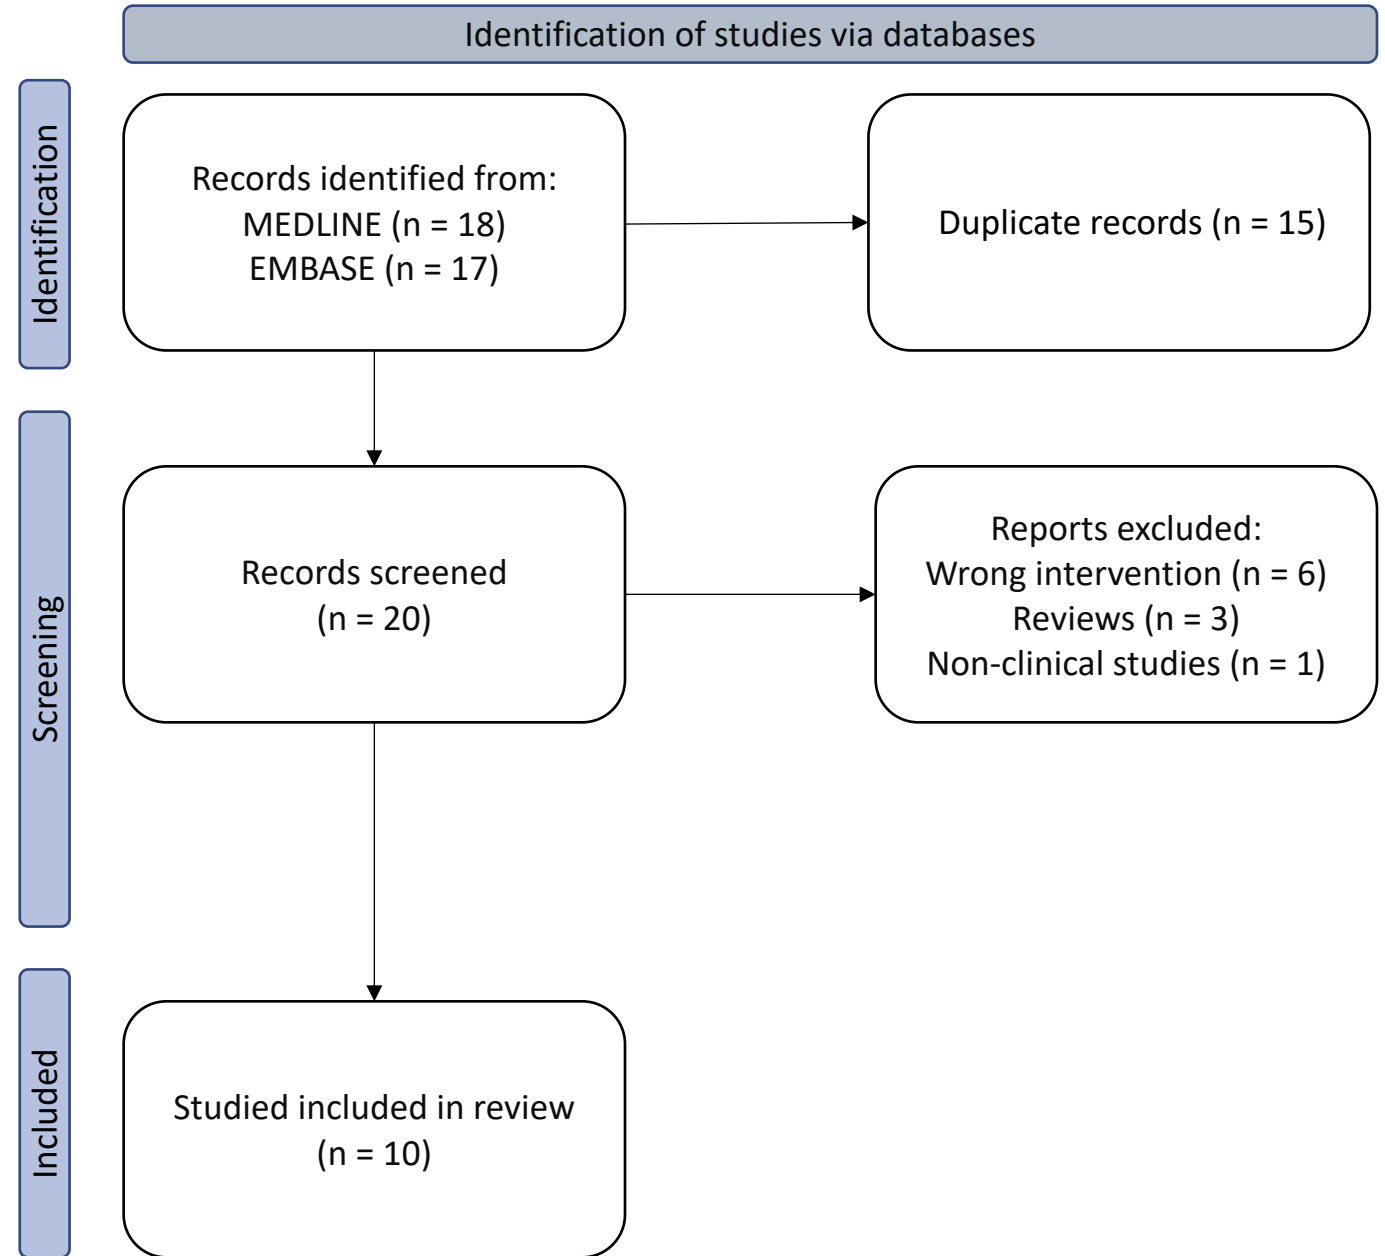 Identification of studies via databases
Identification
Records identified from:
MEDLINE (n = 18)
EMBASE (n = 17)
Duplicate records (n = 15)
Screening
Records screened
(n = 20)
Reports excluded:
Wrong intervention (n = 6)
Reviews (n = 3)
Non-clinical studies (n = 1)
Included
Studied included in review
(n = 10)